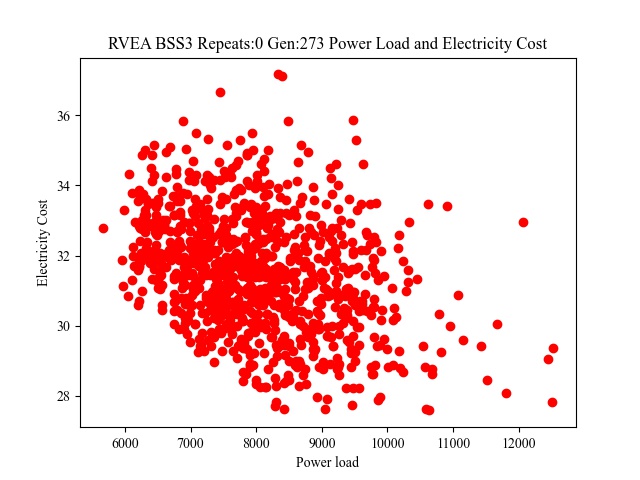 RVEA BSS3 Repeats:0 Gen:273 Power Load and Electricity Cost
36
34
32
30
28
Electricity Cost
6000 7000 8000 9000 10000 11000 12000
Power load